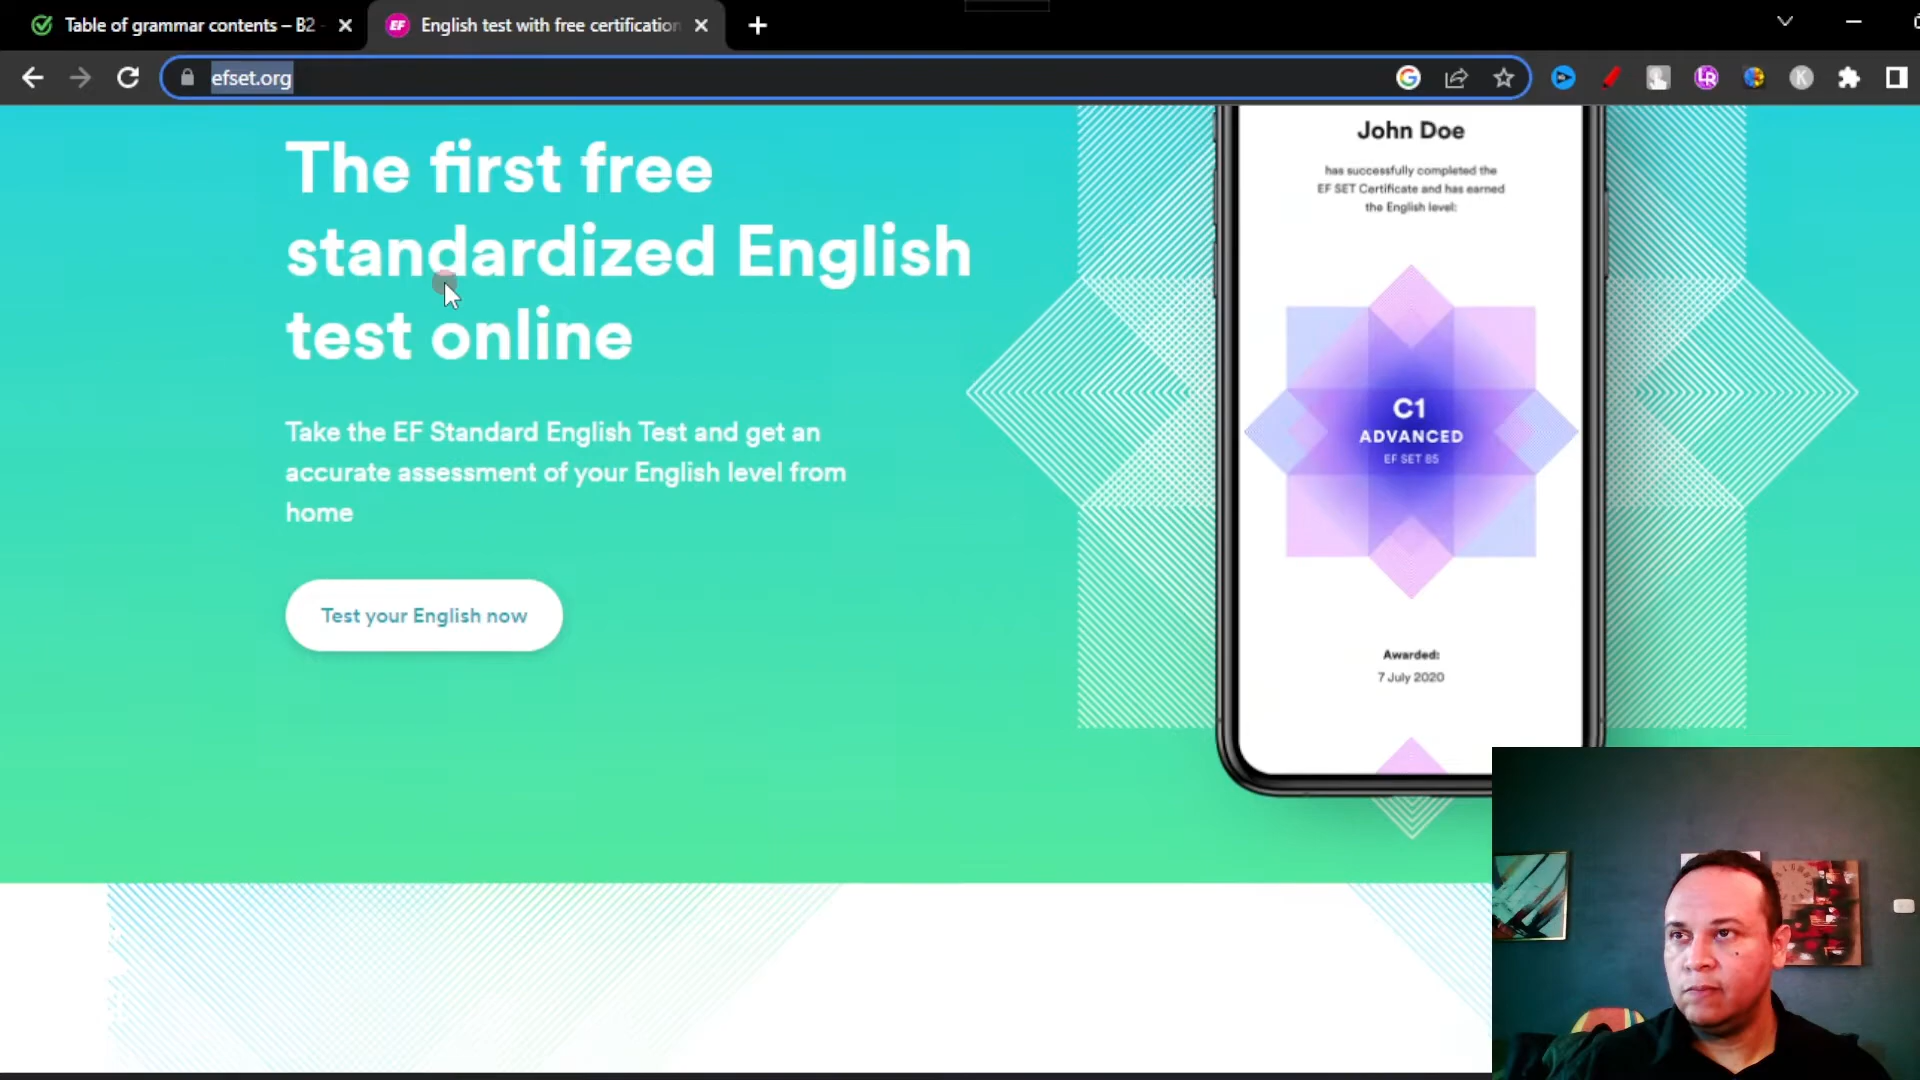 Table of grammar contents – B2
EF
English test with free certification
efset.org
The first free
standardized English
test online
Take the EF Standard English Test and get an
accurate assessment of your English level from
home
Test your English now
John Doe
has successfully completed the
EF SET Certificate and has earned
the English level:
C1
ADVANCED
EF SET 85
Awarded:
7 July 2020